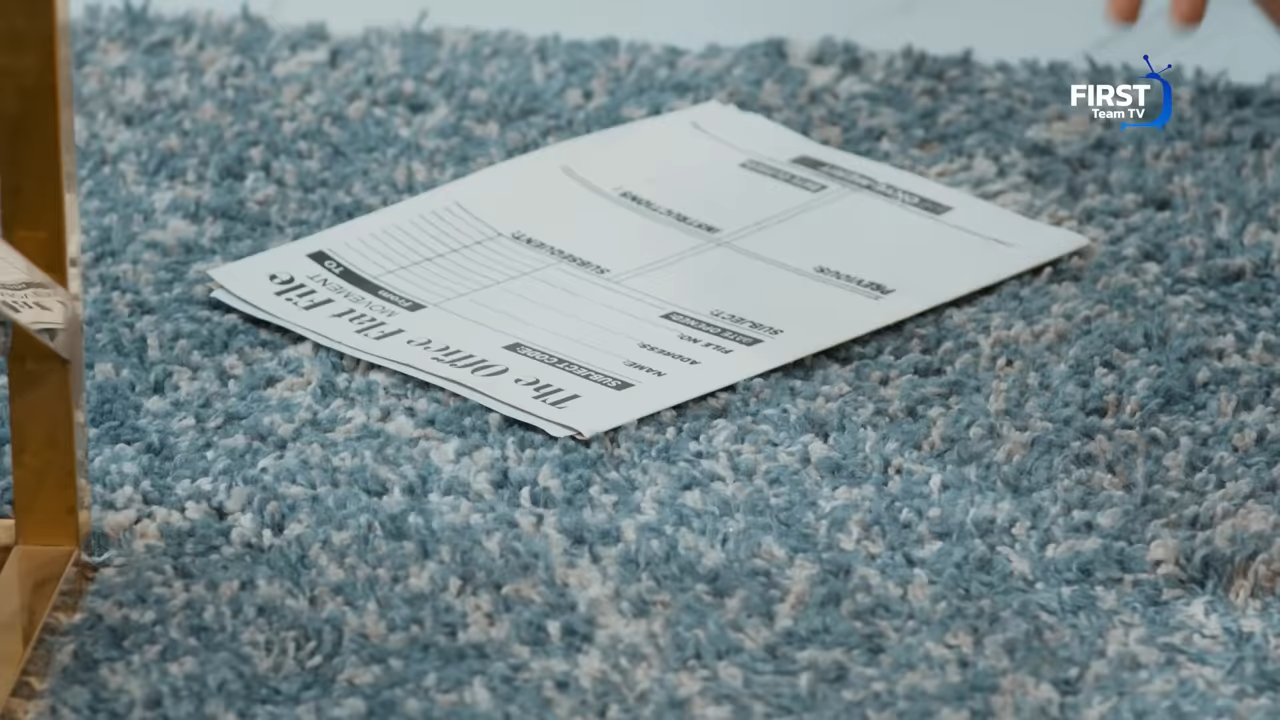 FIRST
Team TV
The Office Flat File
SUBJECT CODE:
MOVEMENT
From
TO
NAME:
ADDRESS:
FILE NO.
DATE OPENED:
SUBJECT:
SUBSEQUENT:
PREVIOUS:
INSTRUCTIONS